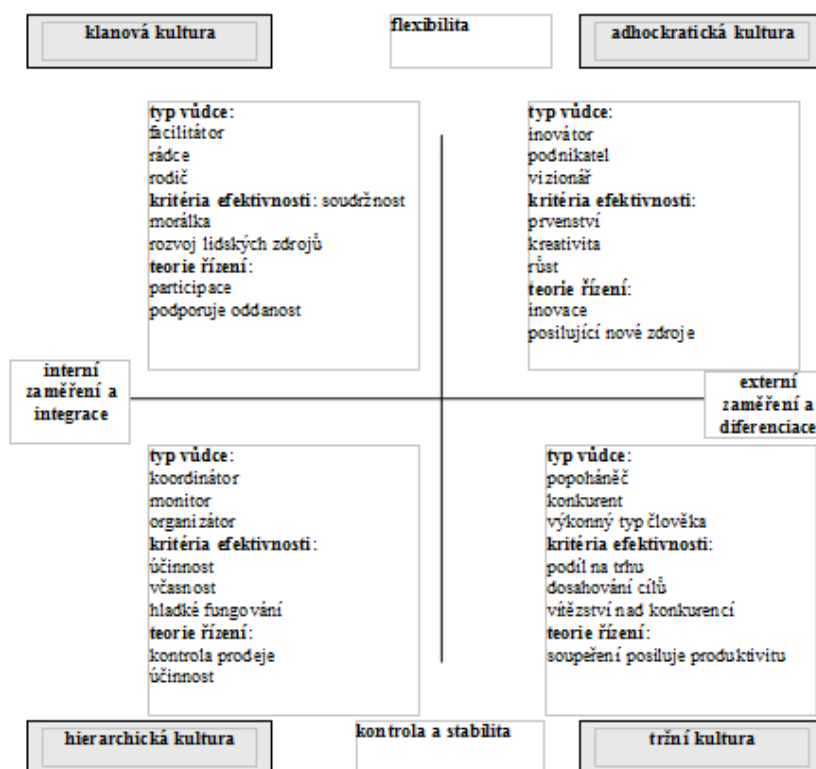 klanová kultura
flexibilita
adhockratická kultura
typ vůdce:
facilitátor
rádce
rodič
kritéria efektivnosti: soudržnost
morálka
rozvoj lidských zdrojů
teorie řízení:
participace
podporuje oddanost
typ vůdce:
inovátor
podnikatel
vizionář
kritéria efektivnosti:
prvenství
kreativita
růst
teorie řízení:
inovace
posilující nové zdroje
interní
zaměření a
integrace
externí
zaměření a
diferenciace
typ vůdce:
koordinátor
monitor
organizátor
kritéria efektivnosti:
účinnost
včasnost
hladké fungování
teorie řízení:
kontrola prodeje
účinnost
typ vůdce:
popoháněč
konkurent
výkonný typ člověka
kritéria efektivnosti:
podíl na trhu
dosahování cílů
vítězství nad konkurencí
teorie řízení:
soupeření posiluje produktivitu
hierarchická kultura
kontrola a stabilita
tržní kultura